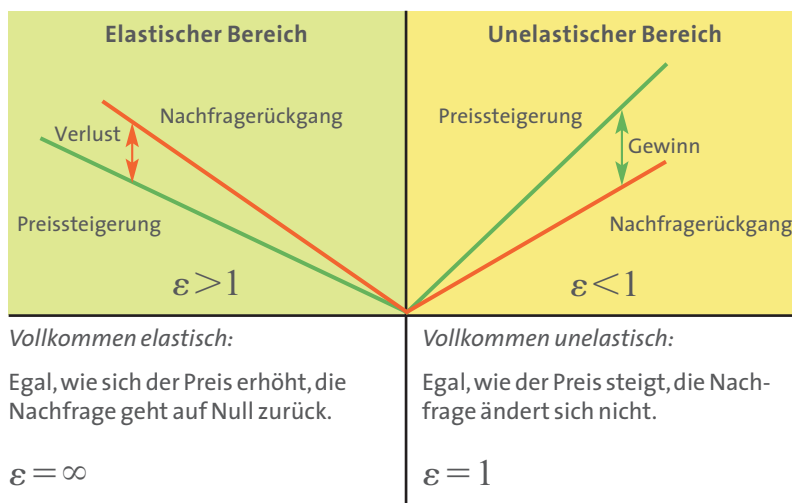 Elastischer Bereich
Nachfragerückgang
Verlust
Preissteigerung
ε>1
Unelastischer Bereich
Preissteigerung
Gewinn
Nachfragerückgang
ε<1
Vollkommen elastisch:
Egal, wie sich der Preis erhöht, die
Nachfrage geht auf Null zurück.
ε=∞
Vollkommen unelastisch:
Egal, wie der Preis steigt, die Nach-
frage ändert sich nicht.
ε=1